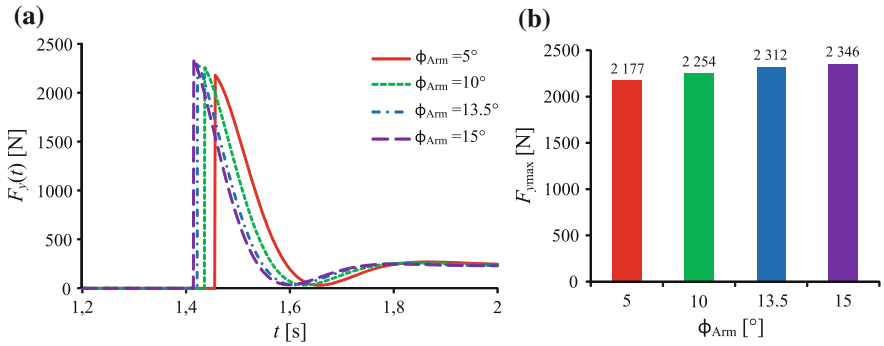 (a)
F_y(t) [N]
2500
2000
1500
1000
500
0
1,2
1,4
1,6
1,8
2
t [s]
ϕArm =5°
ϕArm =10°
ϕArm =13.5°
ϕArm =15°
(b)
F_ymax [N]
2500
2000
1500
1000
500
0
2 177
2 254
2 312
2 346
5
10
13.5
15
ϕArm [°]